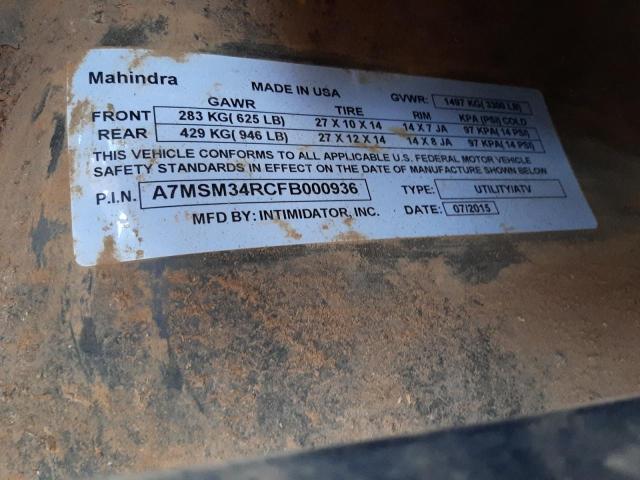 Mahindra MADE IN USA GVWR: 1497 KG( 3300 LB)
GAWR TIRE RIM KPA (PSI) COLD
FRONT 283 KG( 625 LB) 27 X 10 X 14 14 X 7 JA 97 KPA(14 PSI)
REAR 429 KG( 946 LB) 27 X 12 X 14 14 X 8 JA 97 KPA(14 PSI)
THIS VEHICLE CONFORMS TO ALL APPLICABLE U.S. FEDERAL MOTOR VEHICLE
SAFETY STANDARDS IN EFFECT ON THE DATE OF MANUFACTURE SHOWN BELOW
P.I.N. A7MSM34RCFB000936 TYPE: UTILITY/ATV
MFD BY: INTIMIDATOR, INC. DATE: 07/2015